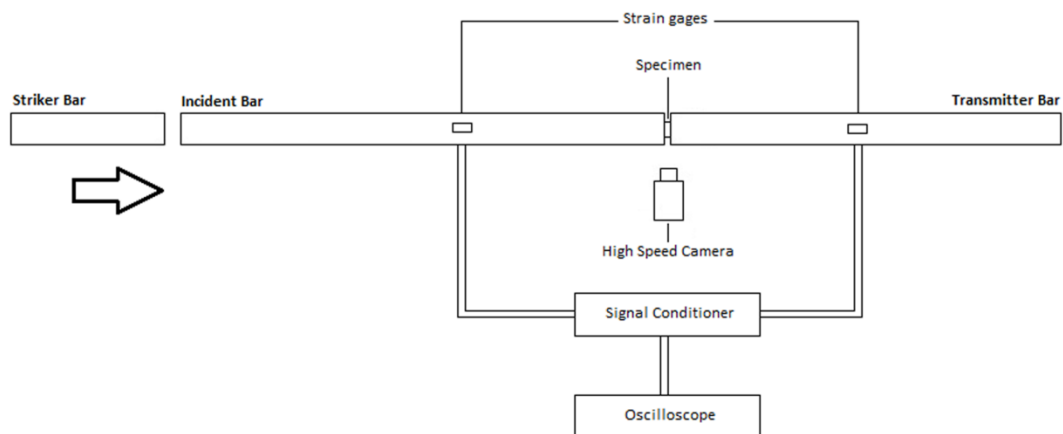 Strain gages
Specimen
Striker Bar
Incident Bar
Transmitter Bar
High Speed Camera
Signal Conditioner
Oscilloscope